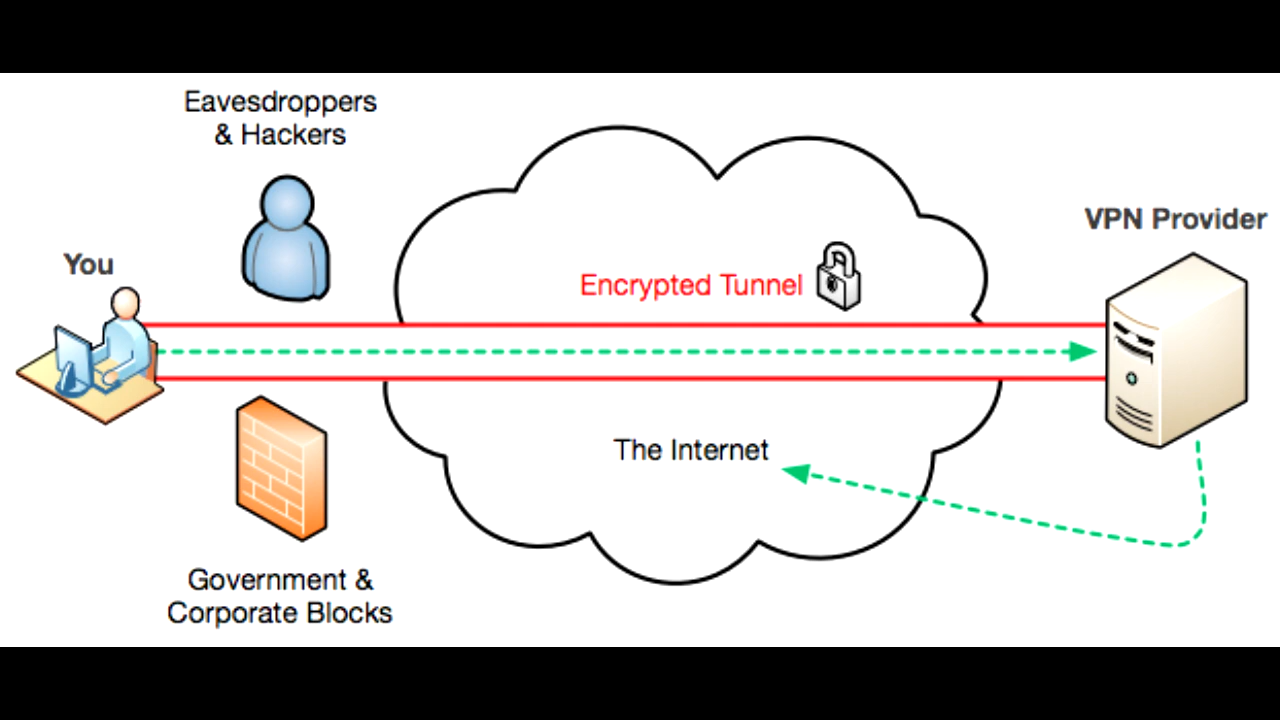 Eavesdroppers
& Hackers
You
VPN Provider
Encrypted Tunnel
The Internet
Government &
Corporate Blocks